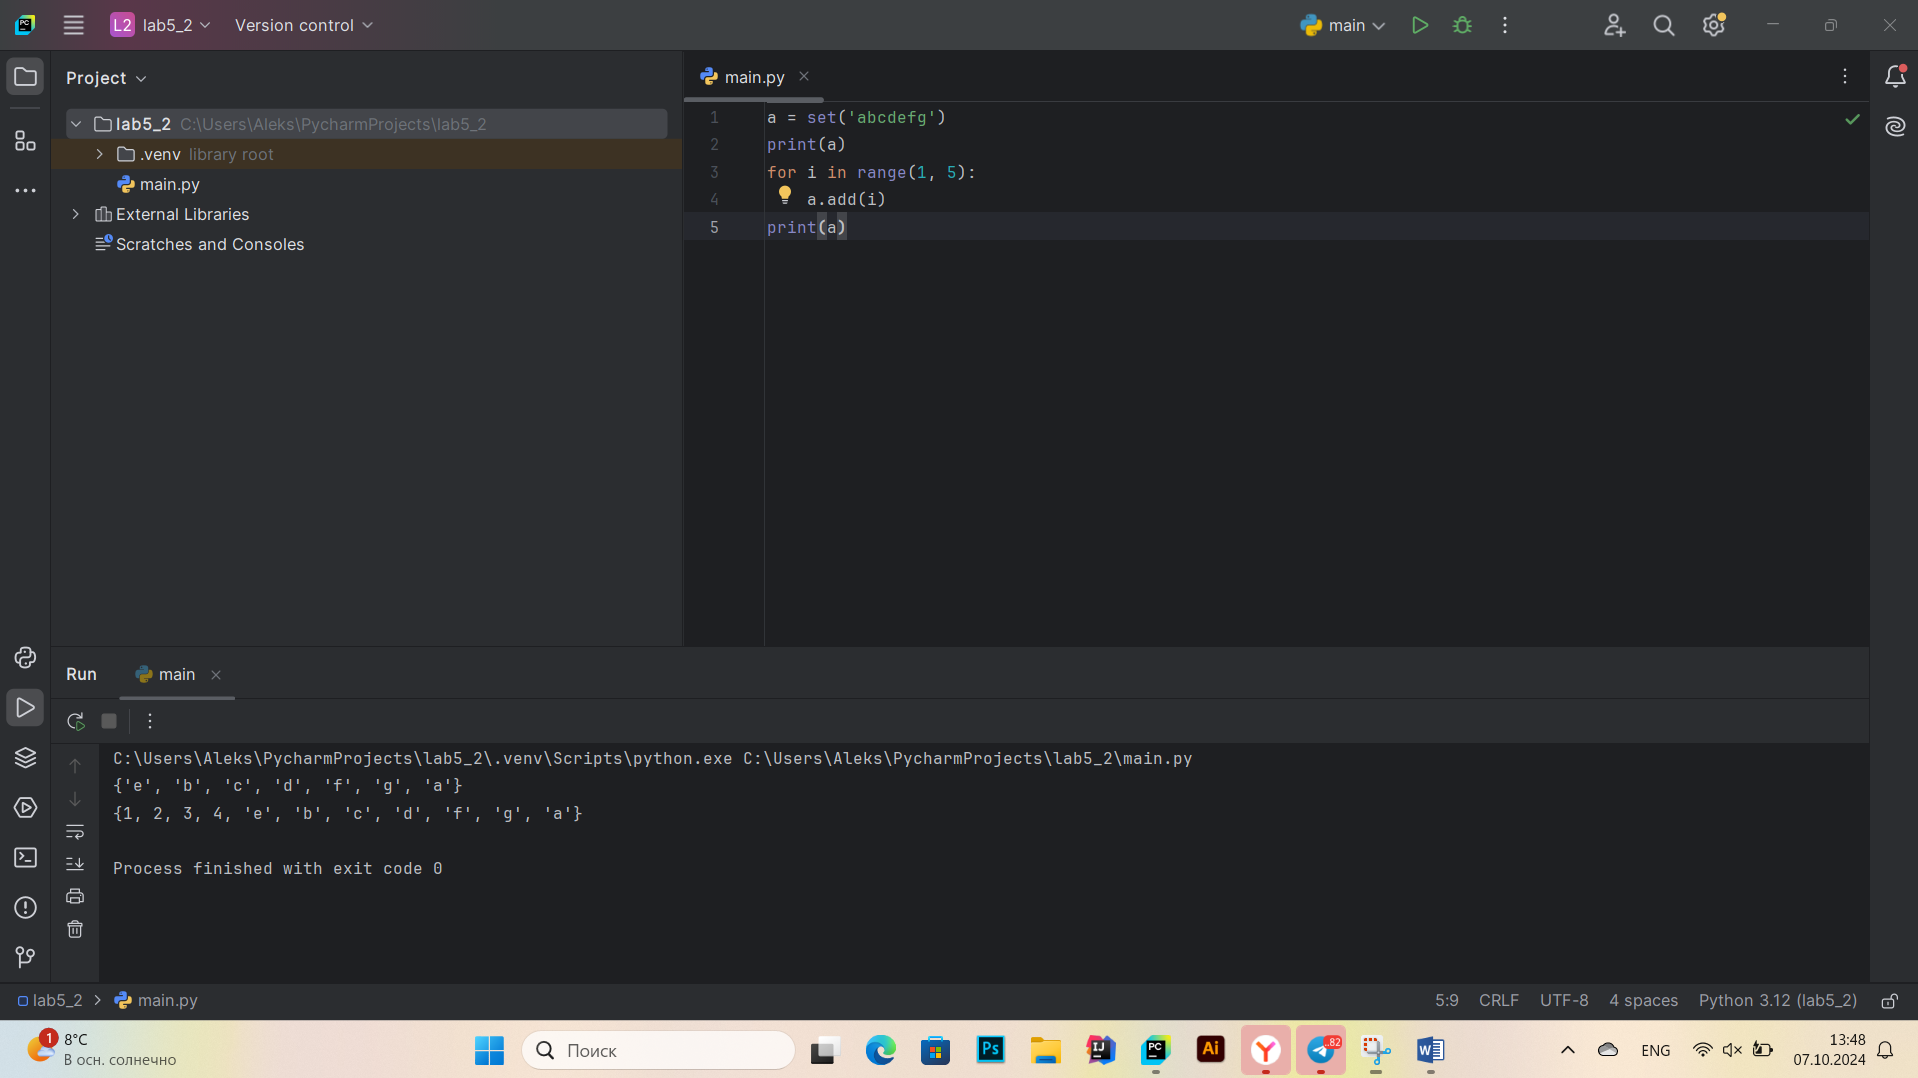 L2 lab5_2 Version control main
Project
main.py
lab5_2 C:\Users\Aleks\PycharmProjects\lab5_2
.venv library root
main.py
External Libraries
Scratches and Consoles
1 a = set('abcdefg')
2 print(a)
3 for i in range(1, 5):
4 a.add(i)
5 print(a)
Run main
C:\Users\Aleks\PycharmProjects\lab5_2\.venv\Scripts\python.exe C:\Users\Aleks\PycharmProjects\lab5_2\main.py
{'e', 'b', 'c', 'd', 'f', 'g', 'a'}
{1, 2, 3, 4, 'e', 'b', 'c', 'd', 'f', 'g', 'a'}
Process finished with exit code 0
lab5_2 main.py 5:9 CRLF UTF-8 4 spaces Python 3.12 (lab5_2)
1 8°C
В осн. солнечно
Поиск
Ps
IJ
PC
Ai
Y
..82
W
ENG
13:48
07.10.2024